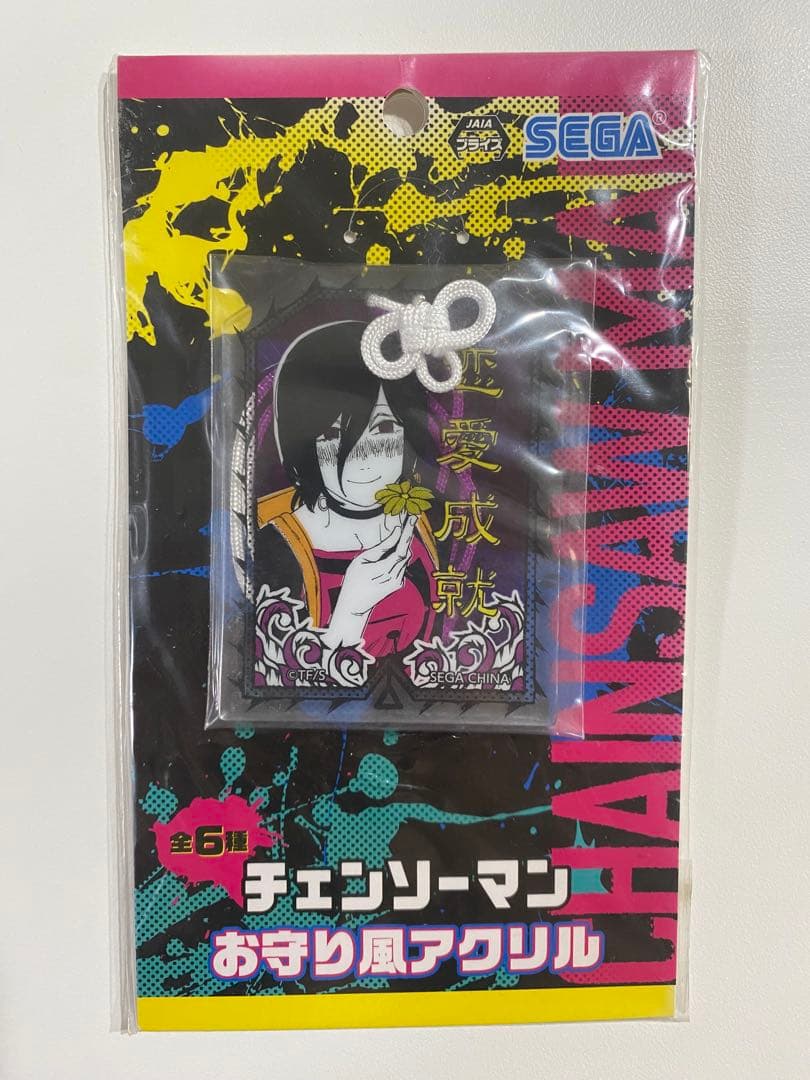 JAIA
プライズ
SEGA®
恋愛成就
©TF/S
SEGA CHINA
CHAINSAW MA
全6種
チェンソーマン
お守り風アクリル